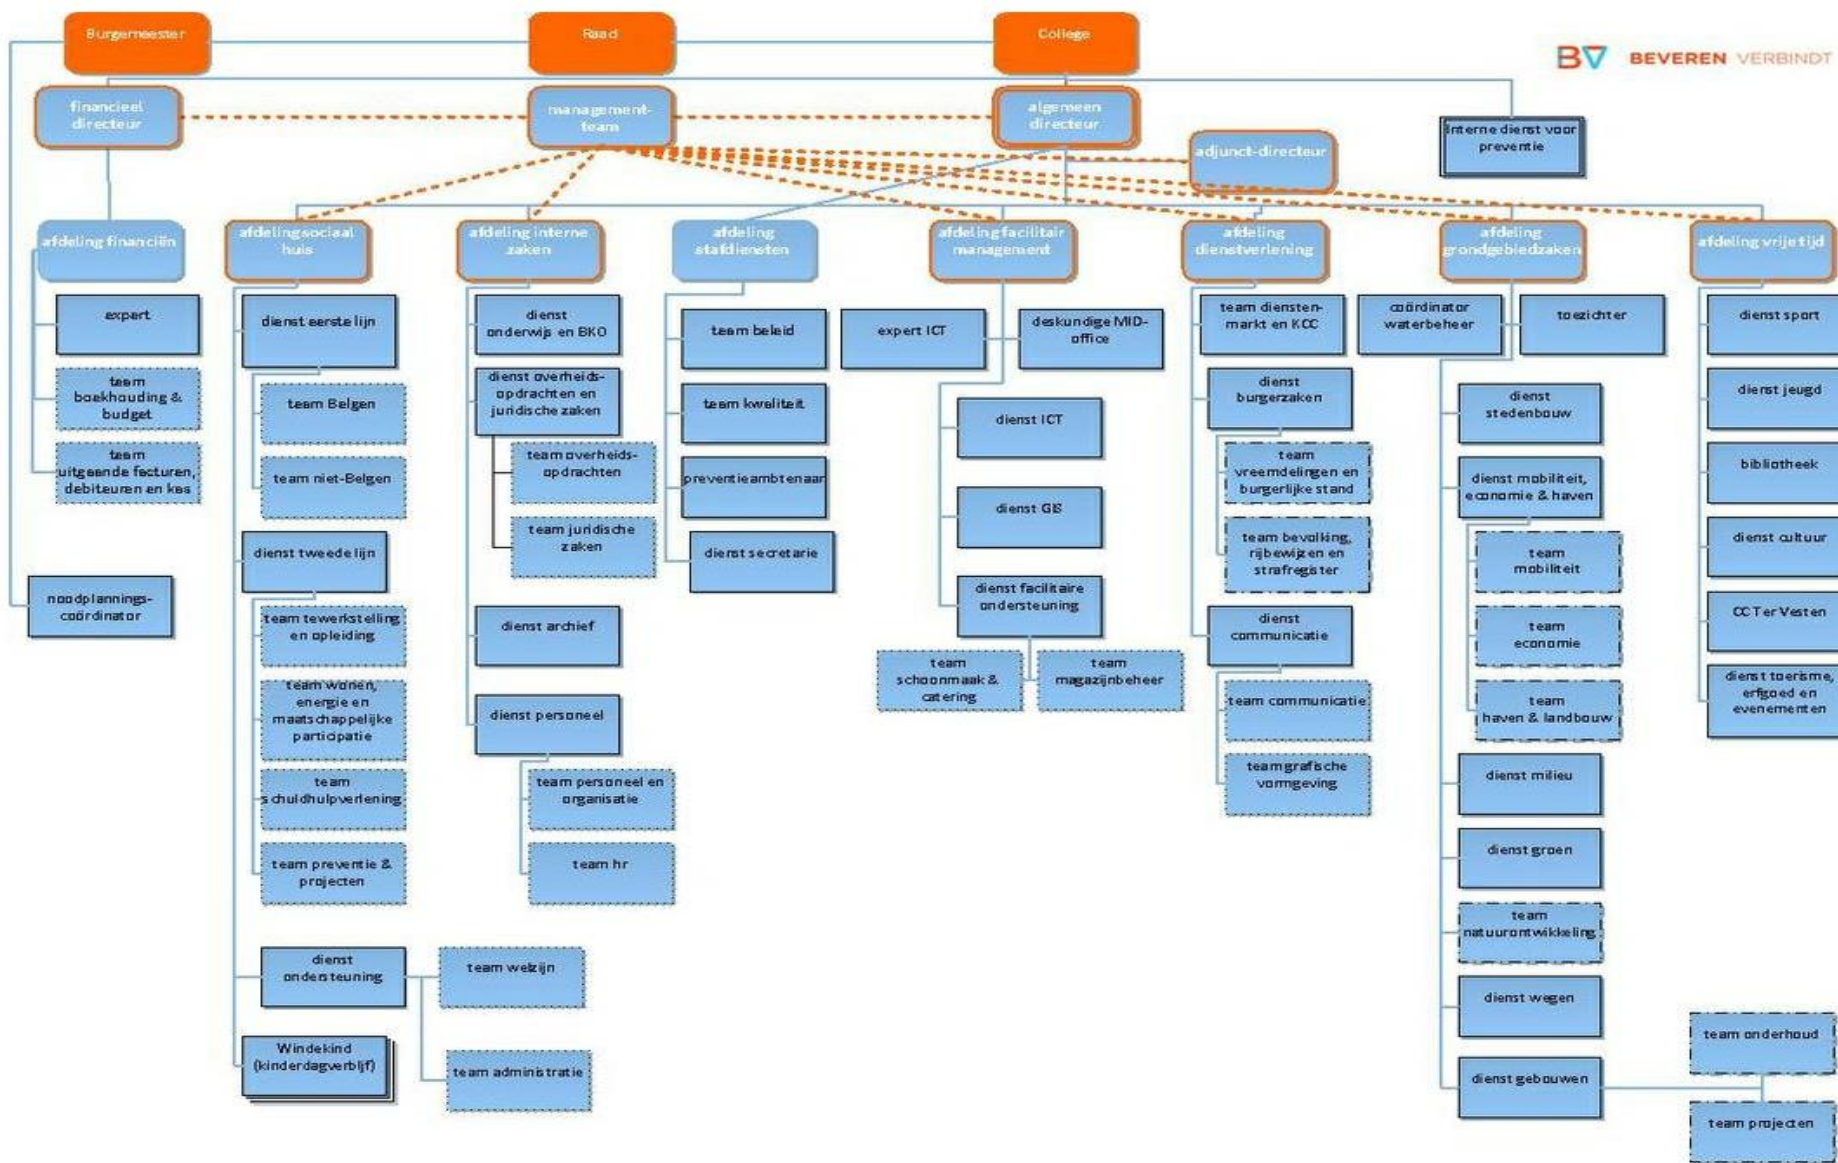 Burgemeester
Raad
College
BV BEVEREN VERBINDT
financieel
directeur
management-
team
algemeen
directeur
Interne dienst voor
preventie
adjunct-directeur
afdeling financiën
afdeling sociaal
huis
afdeling interne
zaken
afdeling
stafdiensten
afdeling facilitair
management
afdeling
dienstverlening
afdeling
grondgebiedzaken
afdeling vrije tijd
expert
team
boekhouding &
budget
team
uitgaande facturen,
debiteuren en kas
noodplannings-
coördinator
dienst eerste lijn
team Belgen
team niet-Belgen
dienst tweede lijn
team tewerkstelling
en opleiding
team wonen,
energie en
maatschappelijke
participatie
team
schuldhulpverlening
team preventie &
projecten
dienst
ondersteuning
team welzijn
team administratie
Windekind
(kinderdagverblijf)
dienst
onderwijs en BKO
dienst overheids-
opdrachten en
juridische zaken
team overheids-
opdrachten
team juridische
zaken
dienst archief
dienst personeel
team personeel en
organisatie
team hr
team beleid
team kwaliteit
preventieambtenaar
dienst secretarie
expert ICT
deskundige MID-
office
dienst ICT
dienst GIS
dienst facilitaire
ondersteuning
team
schoonmaak &
catering
team
magazijnbeheer
team diensten-
markt en KCC
dienst
burgerzaken
team
vreemdelingen en
burgerlijke stand
team bevolking,
rijbewijzen en
strafregister
dienst
communicatie
team communicatie
team grafische
vormgeving
coördinator
waterbeheer
toezichter
dienst
stedenbouw
dienst mobiliteit,
economie & haven
team
mobiliteit
team
economie
team
haven & landbouw
dienst milieu
dienst groen
team
natuurontwikkeling
dienst wegen
dienst gebouwen
team onderhoud
team projecten
dienst sport
dienst jeugd
bibliotheek
dienst cultuur
CC Ter Vesten
dienst toerisme,
erfgoed en
evenementen